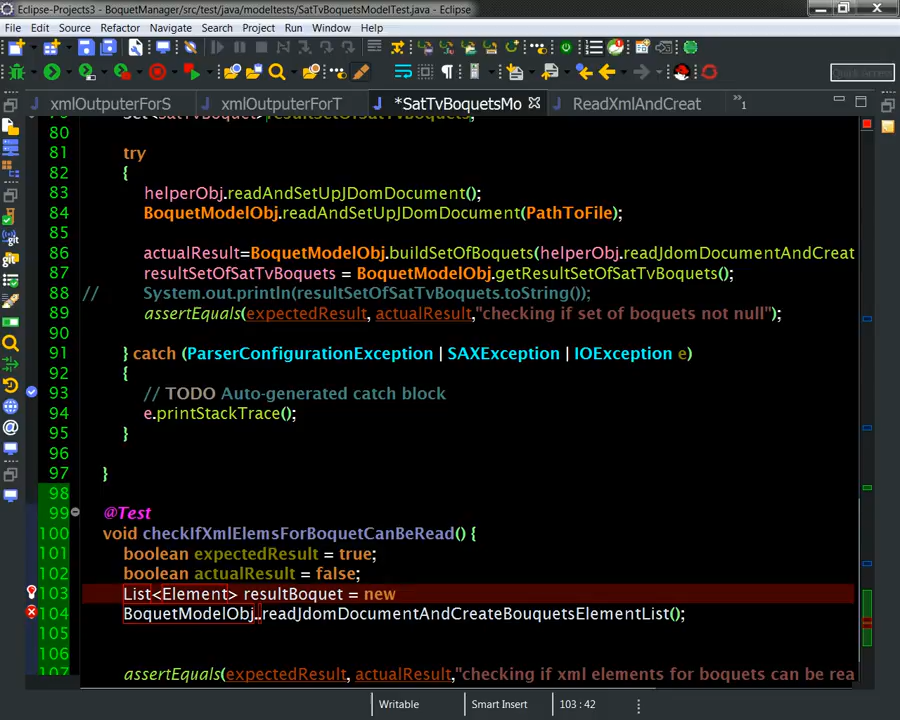 Eclipse-Projects3 - BoquetManager/src/test/java/modeltests/SatTvBoquetsModelTest.java - Eclipse
File Edit Source Refactor Navigate Search Project Run Window Help
Quick Access
xmlOutputerForS xmlOutputerForT *SatTvBoquetsMo ReadXmlAndCreat »1
Set<satTvBoquet>resultSetOfSatTvBoquets;
80
81 try
82 {
83 helperObj.readAndSetUpJDomDocument();
84 BoquetModelObj.readAndSetUpJDomDocument(PathToFile);
85
86 actualResult=BoquetModelObj.buildSetOfBoquets(helperObj.readJdomDocumentAndCreat
87 resultSetOfSatTvBoquets = BoquetModelObj.getResultSetOfSatTvBoquets();
88 // System.out.println(resultSetOfSatTvBoquets.toString());
89 assertEquals(expectedResult, actualResult,"checking if set of boquets not null");
90
91 } catch (ParserConfigurationException | SAXException | IOException e)
92 {
93 // TODO Auto-generated catch block
94 e.printStackTrace();
95 }
96
97 }
98
99 @Test
100 void checkIfXmlElemsForBoquetCanBeRead() {
101 boolean expectedResult = true;
102 boolean actualResult = false;
103 List<Element> resultBoquet = new
104 BoquetModelObj..readJdomDocumentAndCreateBouquetsElementList();
105
106
107 assertEquals(expectedResult, actualResult,"checking if xml elements for boquets can be rea
Writable Smart Insert 103 : 42